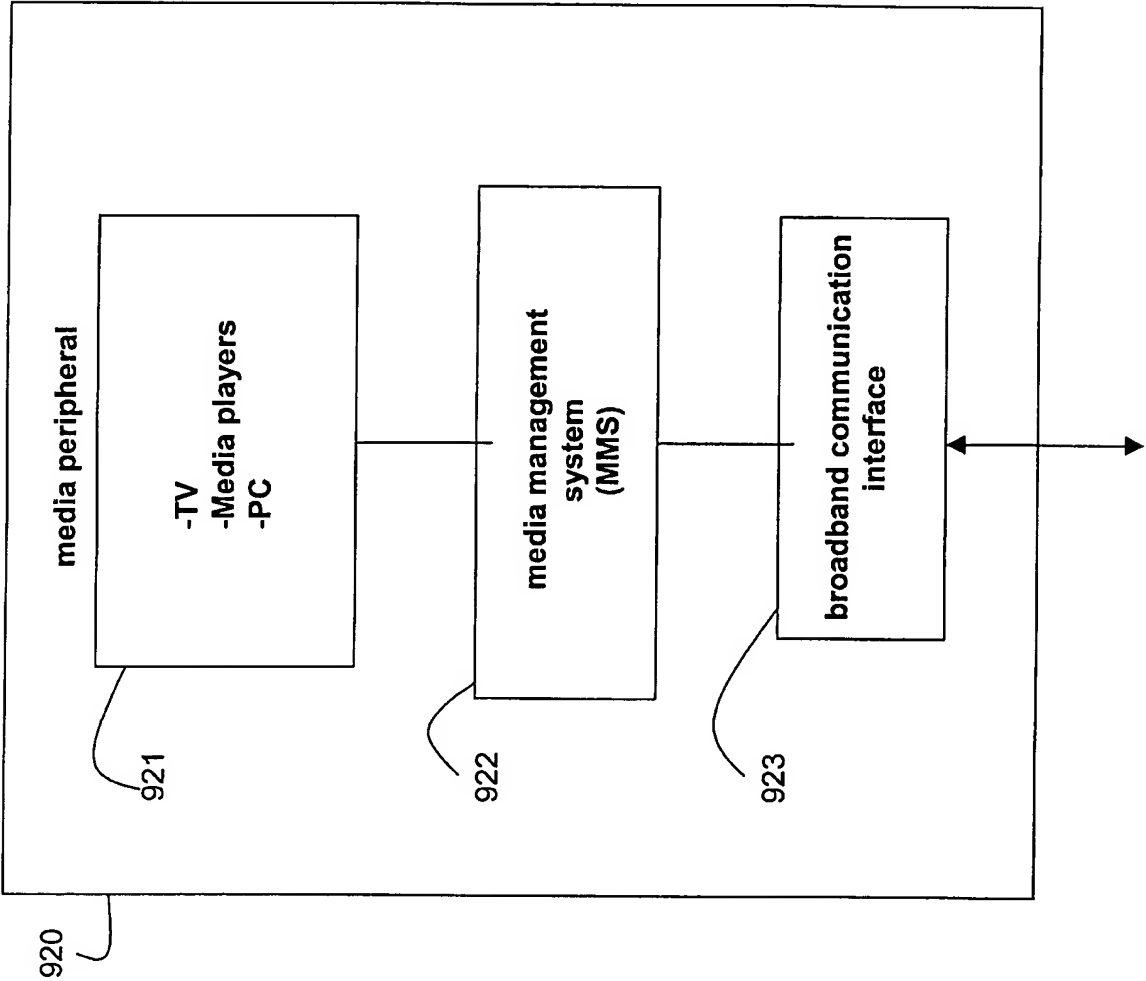 920
media peripheral
921
-TV
-Media players
-PC
922
media management
system
(MMS)
923
broadband communication
interface